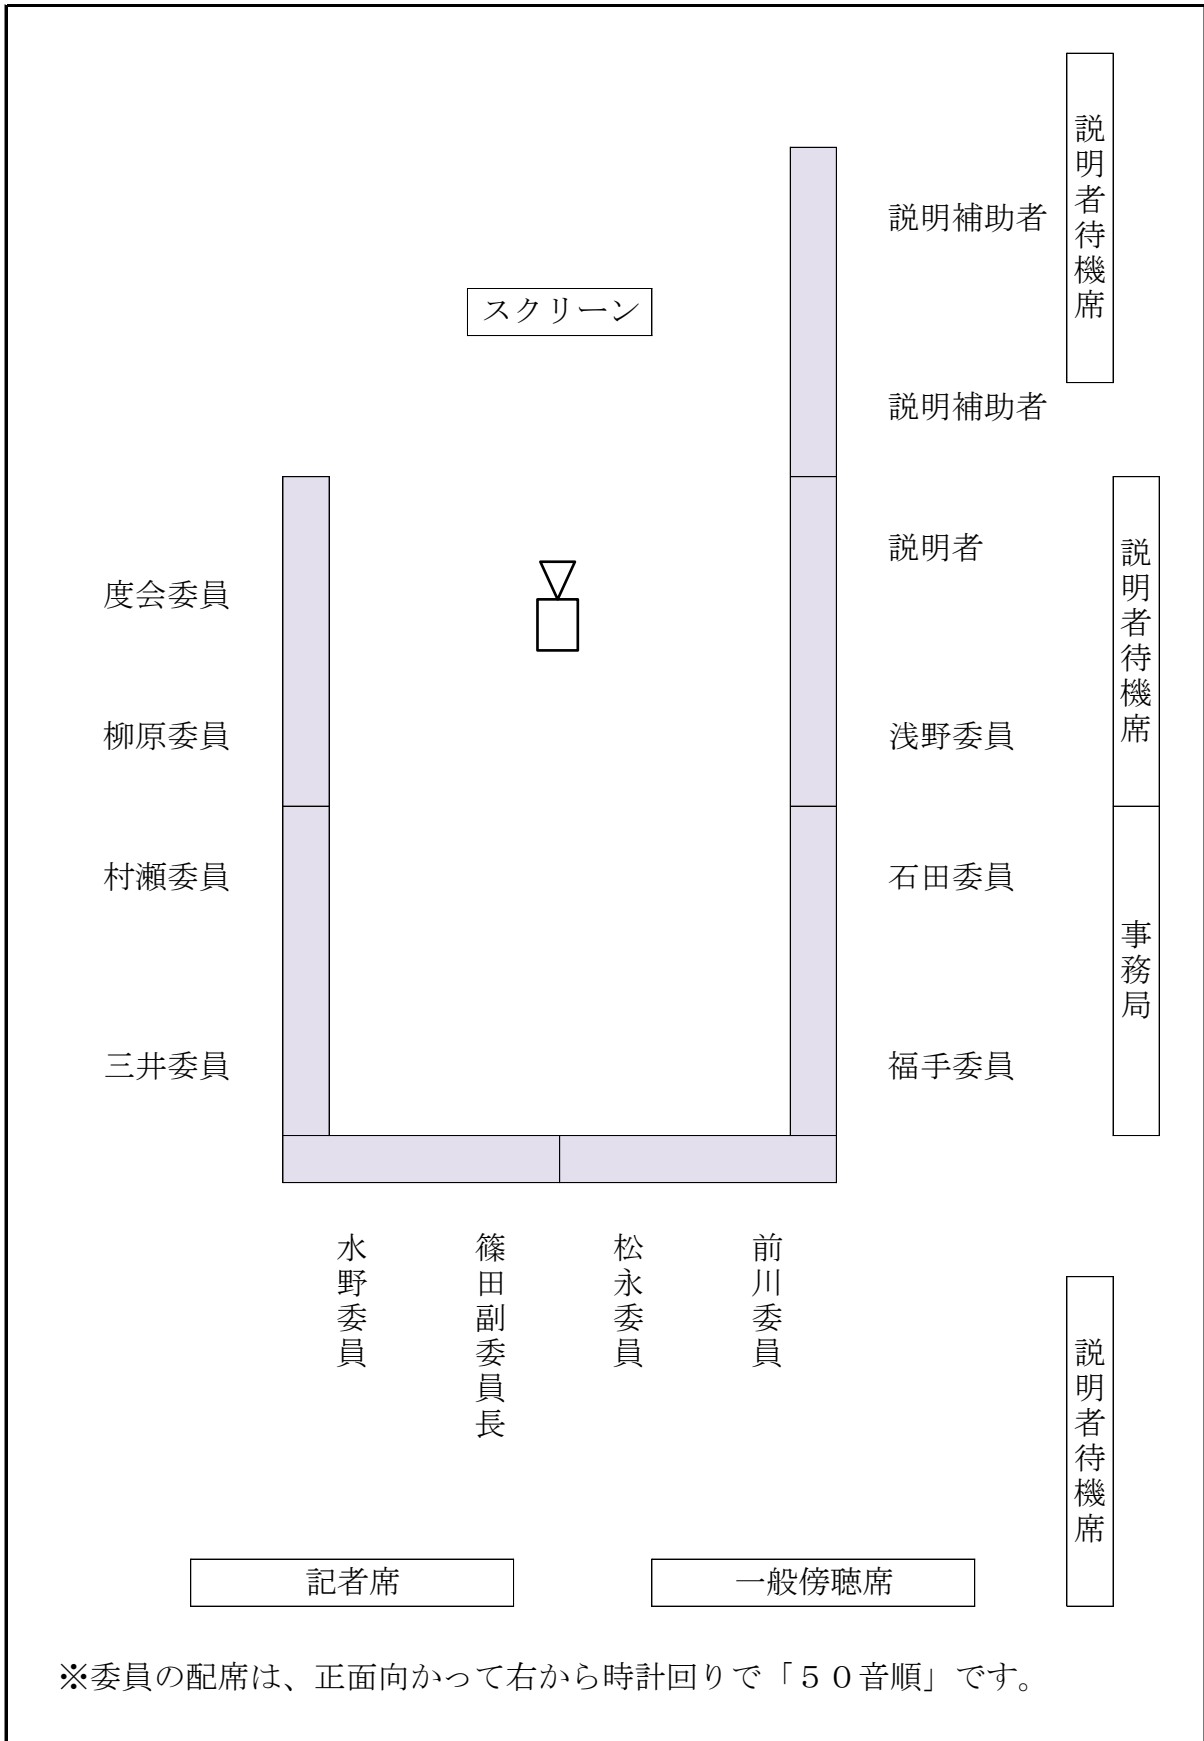 説明者待機席
説明補助者
スクリーン
説明補助者
説明者
説明者待機席
度会委員
柳原委員
浅野委員
村瀬委員
石田委員
事務局
三井委員
福手委員
水野委員
篠田副委員長
松永委員
前川委員
説明者待機席
記者席
一般傍聴席
※委員の配席は、正面向かって右から時計回りで「５０音順」です。